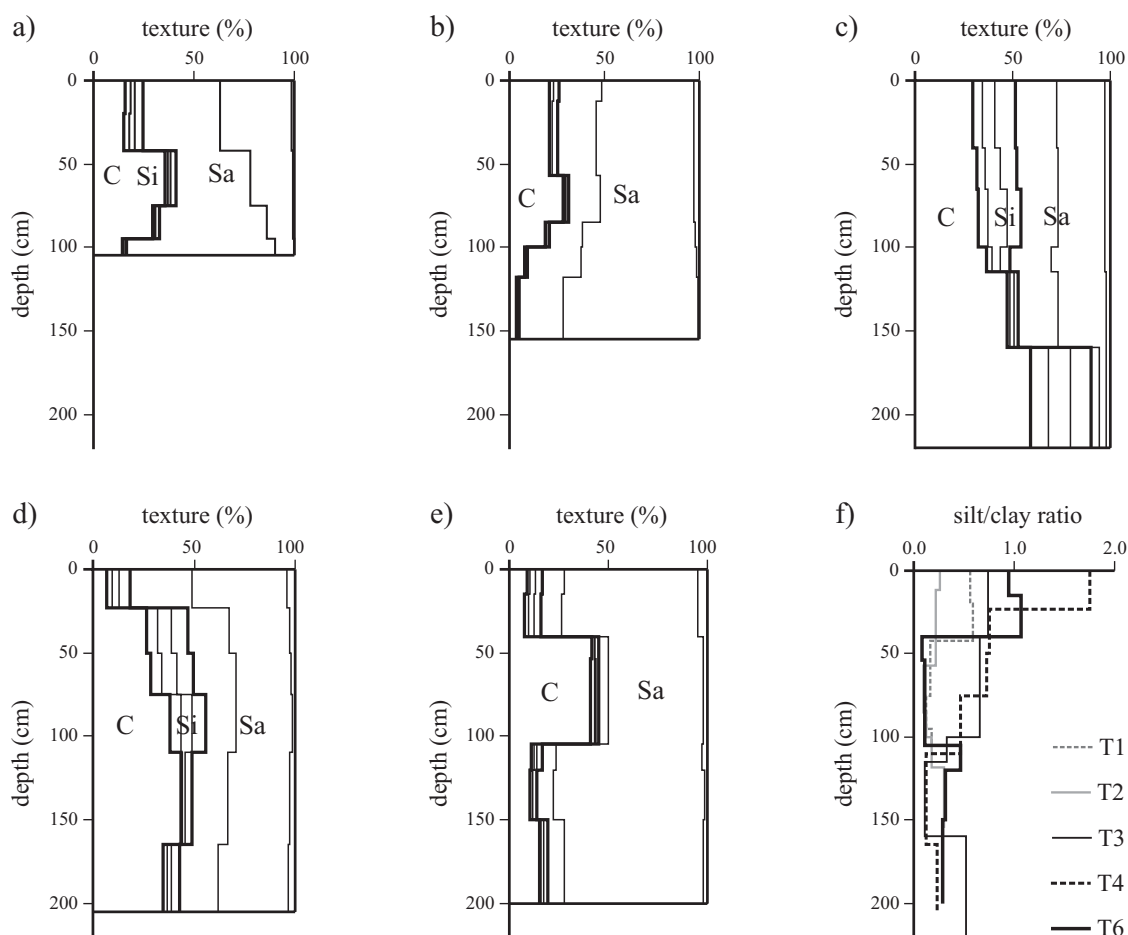 a)
texture (%)
0 50 100
0
50
100
150
200
depth (cm)
C Si Sa
b)
texture (%)
0 50 100
0
50
100
150
200
depth (cm)
C Sa
c)
texture (%)
0 50 100
0
50
100
150
200
depth (cm)
C Si Sa
d)
texture (%)
0 50 100
0
50
100
150
200
depth (cm)
C Si Sa
e)
texture (%)
0 50 100
0
50
100
150
200
depth (cm)
C Sa
f)
silt/clay ratio
0.0 1.0 2.0
0
50
100
150
200
depth (cm)
T1
T2
T3
T4
T6